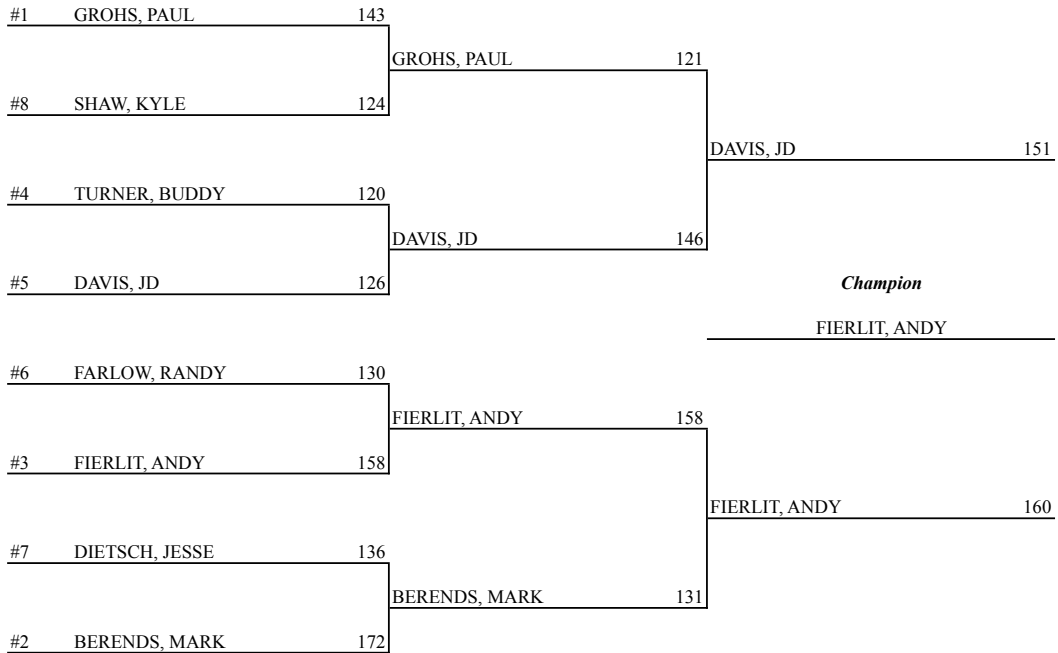 #1 GROHS, PAUL 143
GROHS, PAUL 121
#8 SHAW, KYLE 124
DAVIS, JD 151
#4 TURNER, BUDDY 120
DAVIS, JD 146
#5 DAVIS, JD 126
Champion
FIERLIT, ANDY
#6 FARLOW, RANDY 130
FIERLIT, ANDY 158
#3 FIERLIT, ANDY 158
FIERLIT, ANDY 160
#7 DIETSCH, JESSE 136
BERENDS, MARK 131
#2 BERENDS, MARK 172